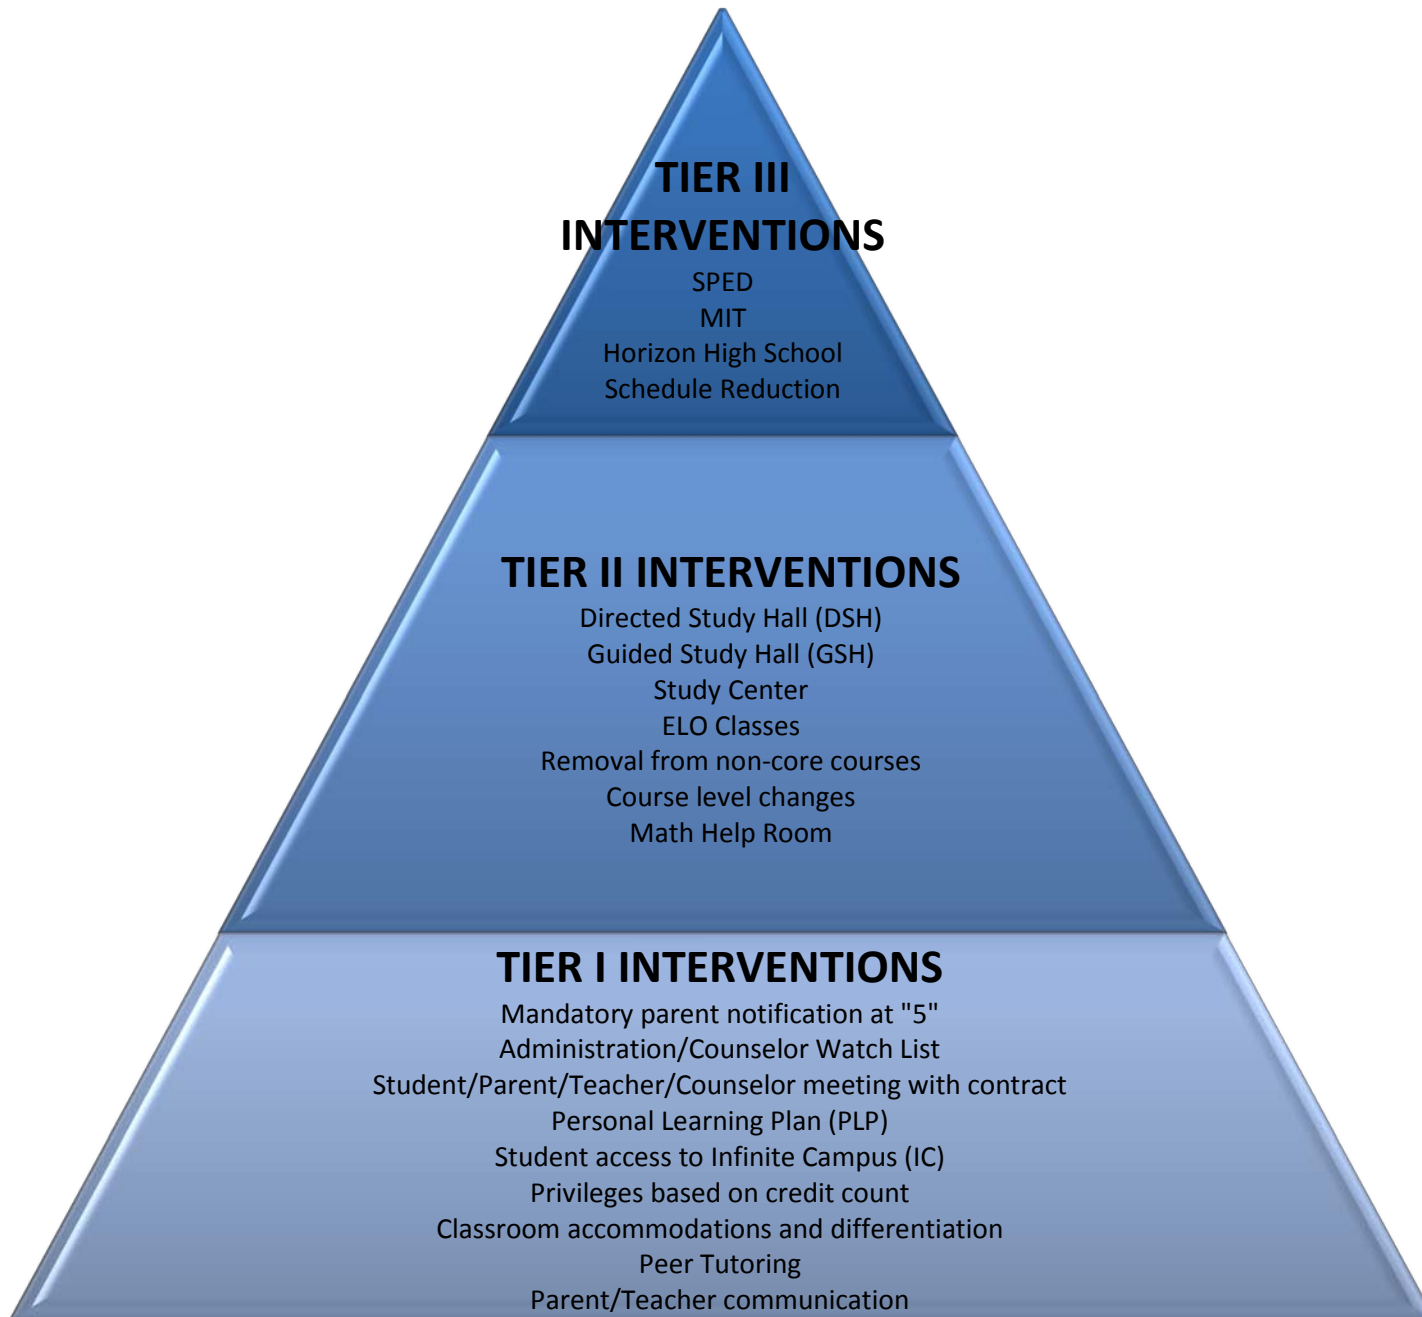 TIER III
INTERVENTIONS
SPED
MIT
Horizon High School
Schedule Reduction
TIER II INTERVENTIONS
Directed Study Hall (DSH)
Guided Study Hall (GSH)
Study Center
ELO Classes
Removal from non-core courses
Course level changes
Math Help Room
TIER I INTERVENTIONS
Mandatory parent notification at "5"
Administration/Counselor Watch List
Student/Parent/Teacher/Counselor meeting with contract
Personal Learning Plan (PLP)
Student access to Infinite Campus (IC)
Privileges based on credit count
Classroom accommodations and differentiation
Peer Tutoring
Parent/Teacher communication